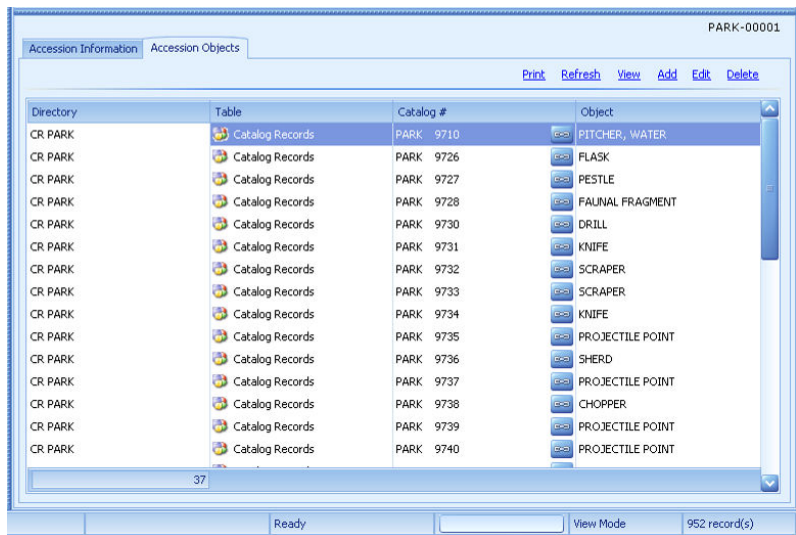 PARK-00001
Accession Information Accession Objects
Print Refresh View Add Edit Delete
Directory Table Catalog # Object
CR PARK Catalog Records PARK 9710 PITCHER, WATER
CR PARK Catalog Records PARK 9726 FLASK
CR PARK Catalog Records PARK 9727 PESTLE
CR PARK Catalog Records PARK 9728 FAUNAL FRAGMENT
CR PARK Catalog Records PARK 9730 DRILL
CR PARK Catalog Records PARK 9731 KNIFE
CR PARK Catalog Records PARK 9732 SCRAPER
CR PARK Catalog Records PARK 9733 SCRAPER
CR PARK Catalog Records PARK 9734 KNIFE
CR PARK Catalog Records PARK 9735 PROJECTILE POINT
CR PARK Catalog Records PARK 9736 SHERD
CR PARK Catalog Records PARK 9737 PROJECTILE POINT
CR PARK Catalog Records PARK 9738 CHOPPER
CR PARK Catalog Records PARK 9739 PROJECTILE POINT
CR PARK Catalog Records PARK 9740 PROJECTILE POINT
37
Ready View Mode 952 record(s)